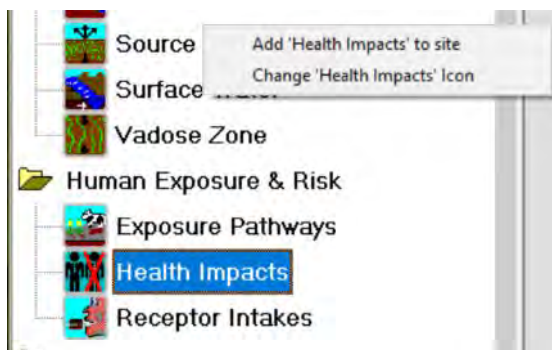 Source
Add 'Health Impacts' to site
Change 'Health Impacts' Icon
Surface
Vadose Zone
Human Exposure & Risk
Exposure Pathways
Health Impacts
Receptor Intakes